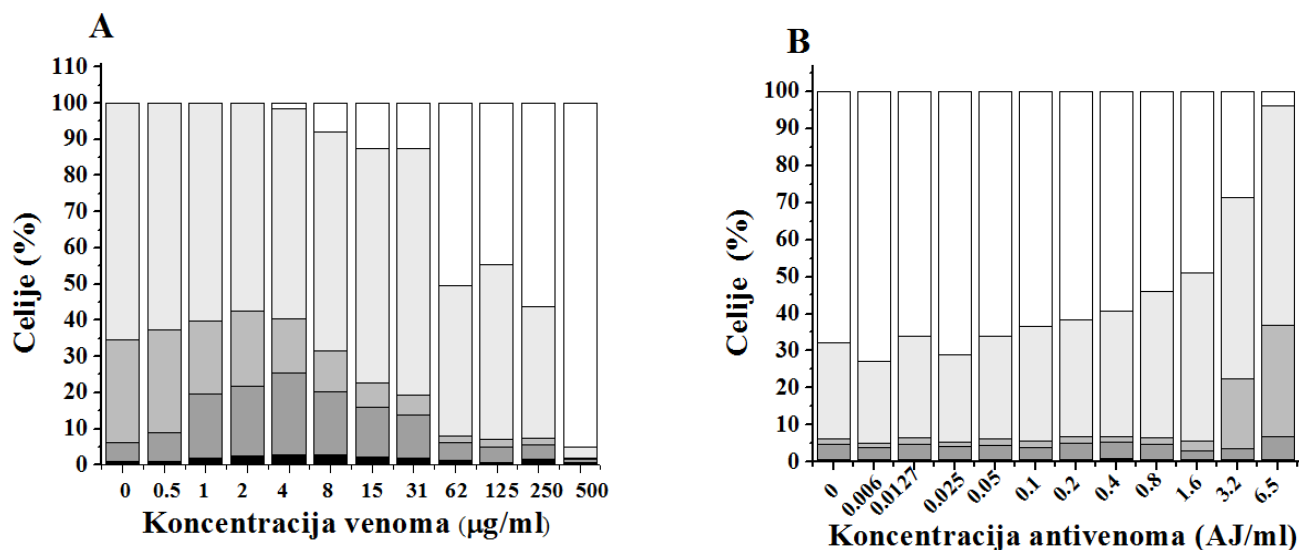 A
110
100
90
80
70
60
50
40
30
20
10
0
Celije (%)
0 0.5 1 2 4 8 15 31 62 125 250 500
Koncentracija venoma (µg/ml)
B
100
90
80
70
60
50
40
30
20
10
0
Celije (%)
0 0.006 0.0127 0.025 0.05 0.1 0.2 0.4 0.8 1.6 3.2 6.5
Koncentracija antivenoma (AJ/ml)